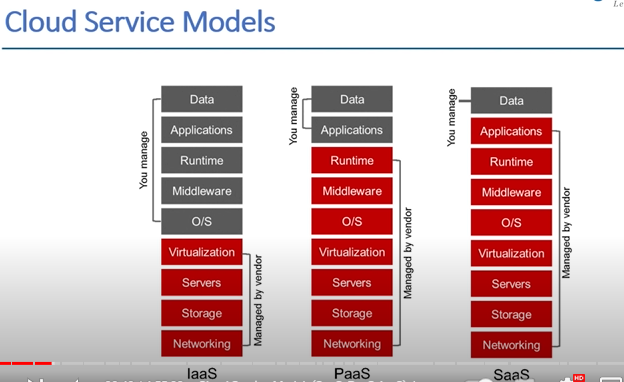 Cloud Service Models
You manage
Data
Applications
Runtime
Middleware
O/S
Virtualization
Servers
Storage
Networking
Managed by vendor
IaaS
You manage
Data
Applications
Runtime
Middleware
O/S
Virtualization
Servers
Storage
Networking
Managed by vendor
PaaS
You manage
Data
Applications
Runtime
Middleware
O/S
Virtualization
Servers
Storage
Networking
Managed by vendor
SaaS
HD